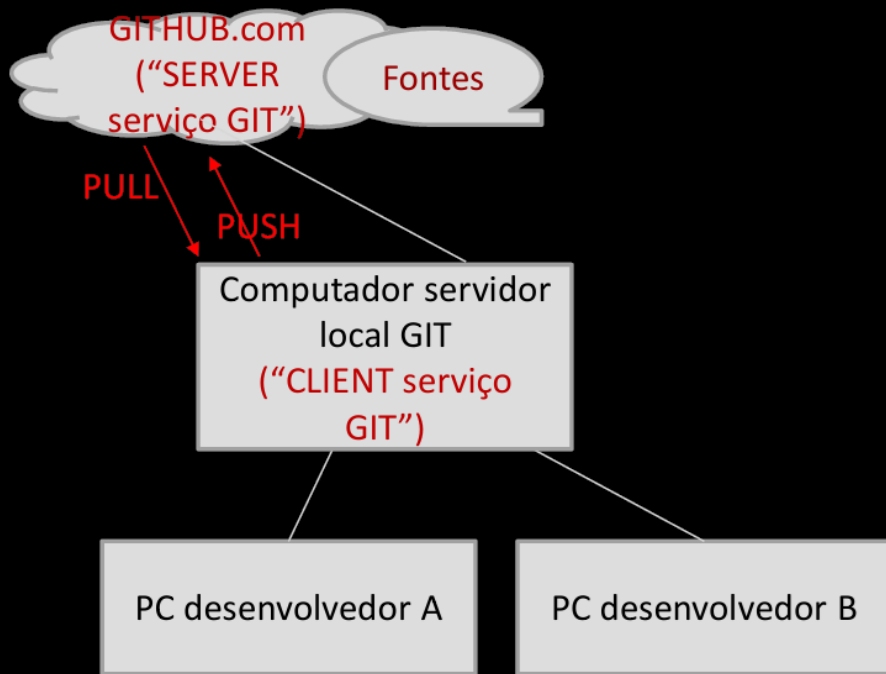 GITHUB.com
(“SERVER
serviço GIT”)
Fontes
PULL
PUSH
Computador servidor
local GIT
(“CLIENT serviço
GIT”)
PC desenvolvedor A
PC desenvolvedor B